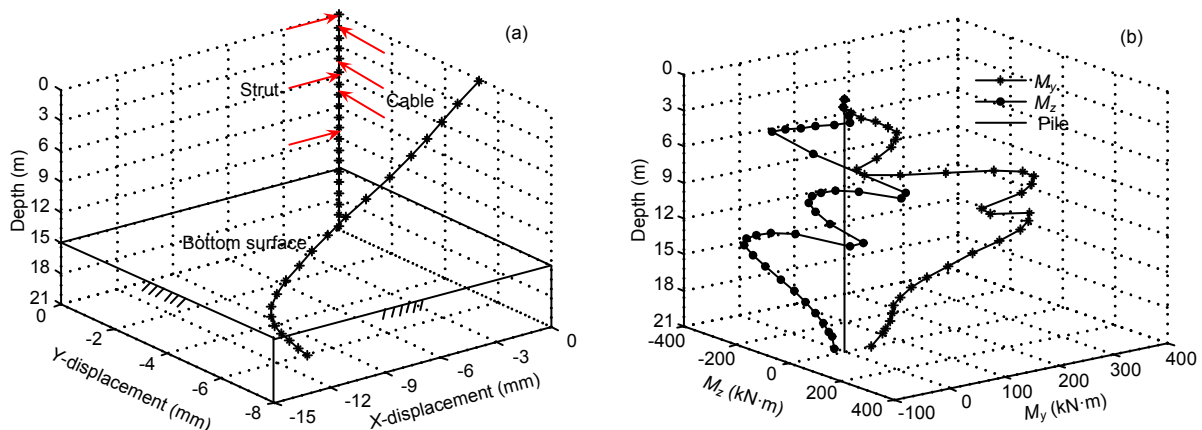 (a)
Strut
Cable
Bottom surface
Depth (m)
0
3
6
9
12
15
18
21
0
-2
-4
-6
-8
Y-displacement (mm)
-15
-12
-9
-6
-3
0
X-displacement (mm)
(b)
My
Mz
Pile
Depth (m)
0
3
6
9
12
15
18
21
-400
-200
0
200
400
Mz (kN·m)
-100
0
100
200
300
400
My (kN·m)